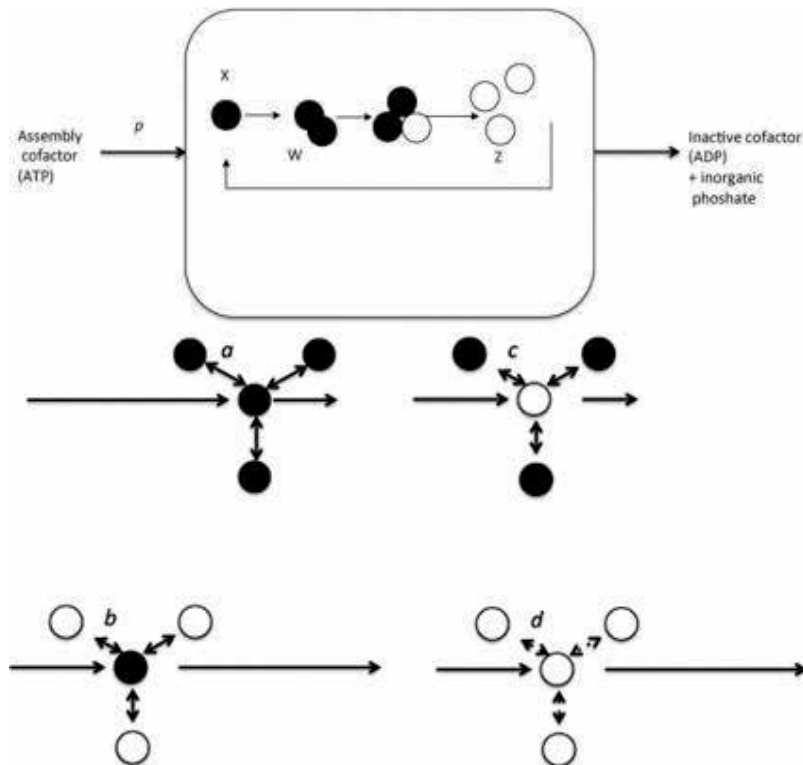 X
p
Assembly
cofactor
(ATP)
W
Z
Inactive cofactor
(ADP)
+ inorganic
phoshate
a
c
b
d